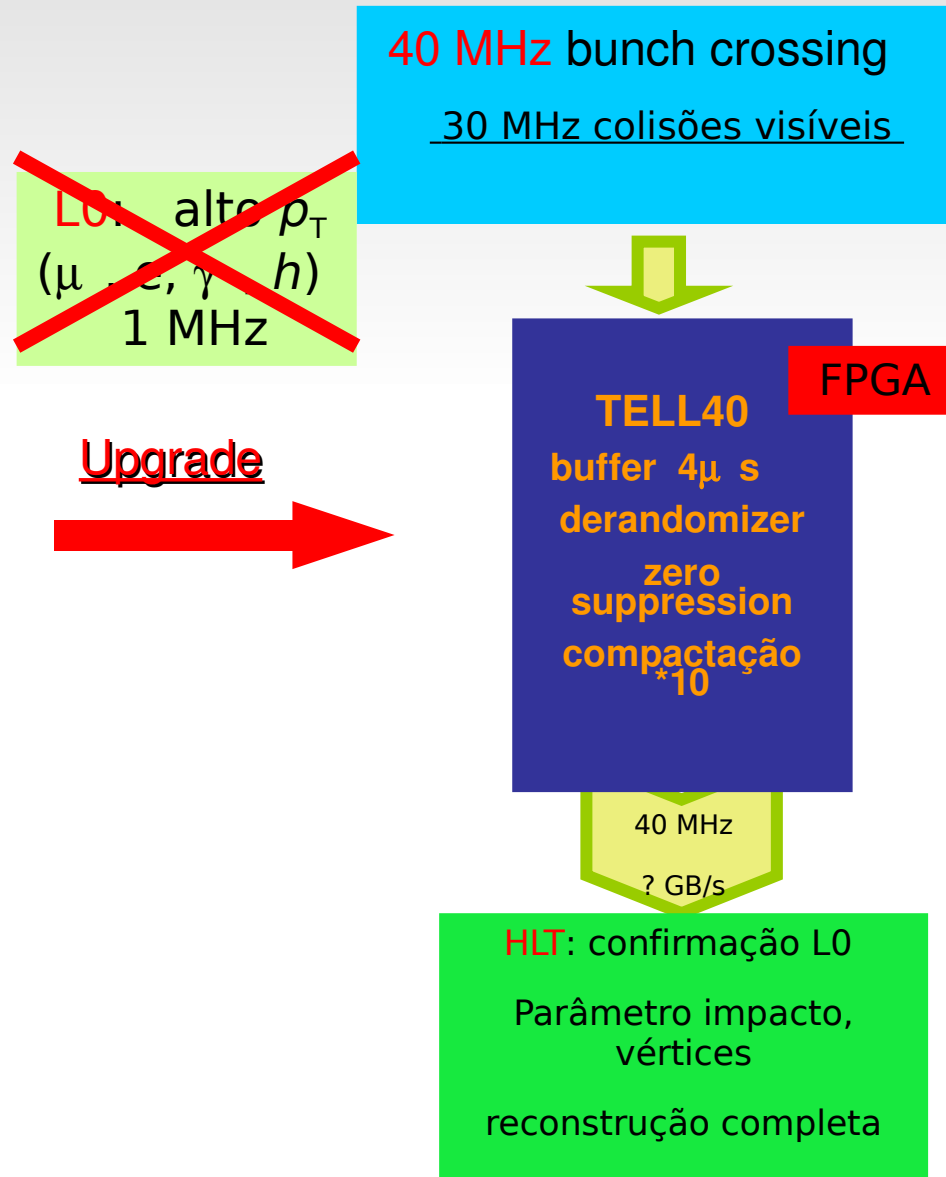 40 MHz bunch crossing
30 MHz colisões visíveis
L0: alto pT
(μ , e, γ , h)
1 MHz
FPGA
TELL40
buffer 4μ s
derandomizer
zero
suppression
compactação
*10
Upgrade
40 MHz
? GB/s
HLT: confirmação L0
Parâmetro impacto,
vértices
reconstrução completa